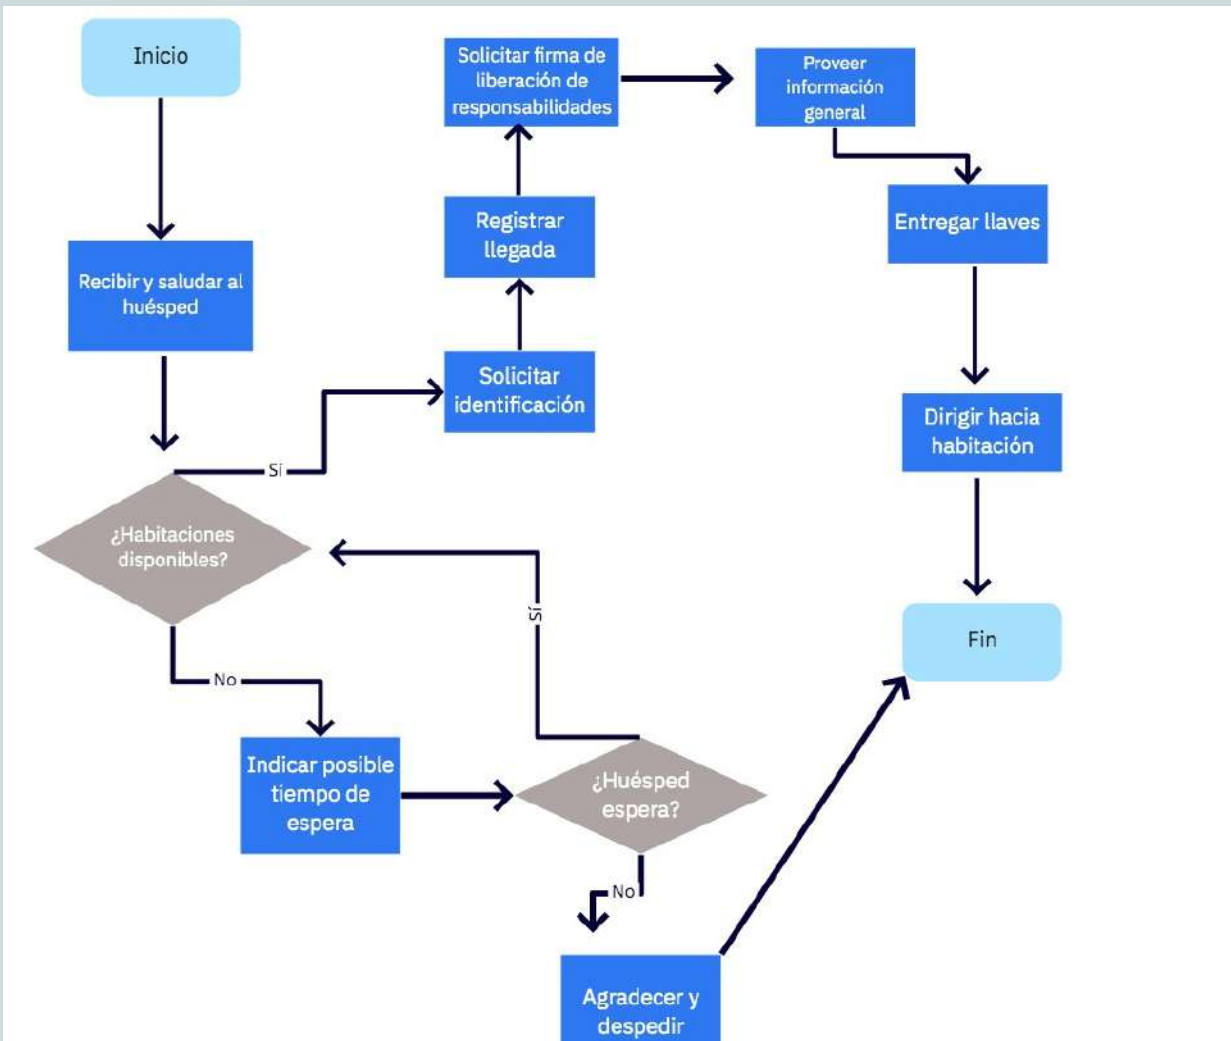 Inicio
Recibir y saludar al
huésped
¿Habitaciones
disponibles?
Sí
Solicitar
identificación
Registrar
llegada
Solicitar firma de
liberación de
responsabilidades
Proveer
información
general
Entregar llaves
Dirigir hacia
habitación
Fin
No
Indicar posible
tiempo de
espera
¿Huésped
espera?
Sí
No
Agradecer y
despedir